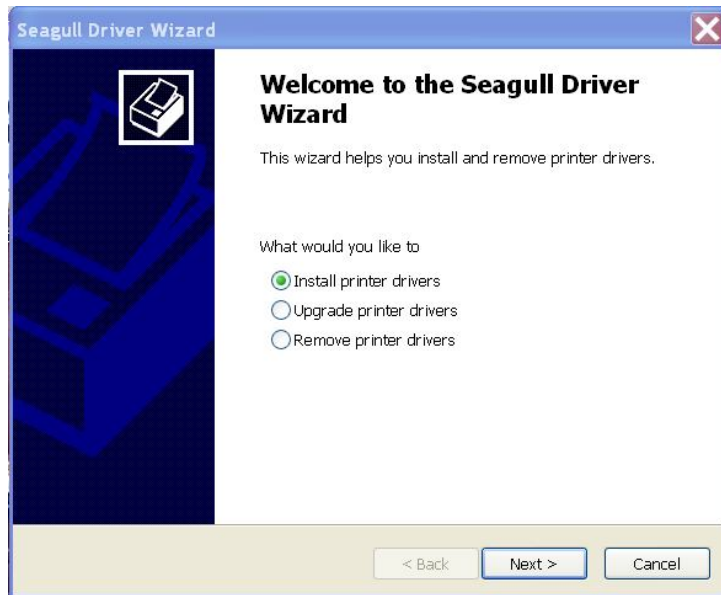 Seagull Driver Wizard
Welcome to the Seagull Driver
Wizard
This wizard helps you install and remove printer drivers.
What would you like to
Install printer drivers
Upgrade printer drivers
Remove printer drivers
< Back
Next >
Cancel